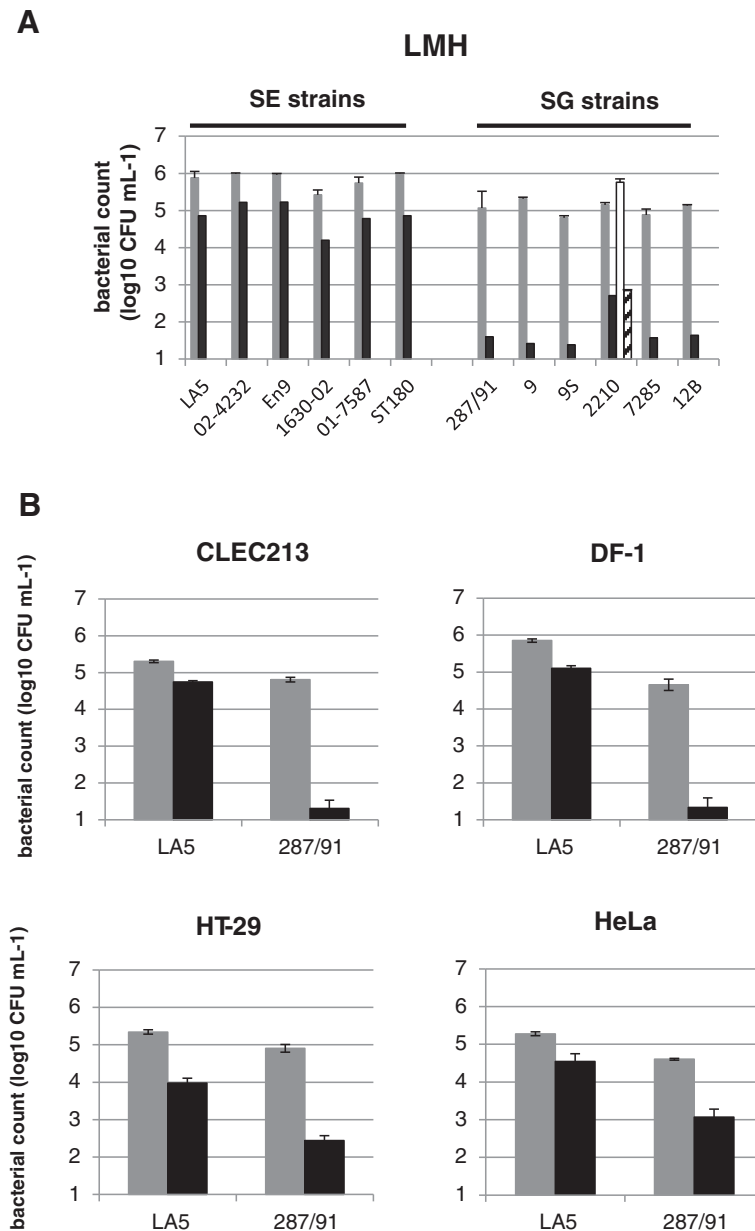 A
LMH
SE strains
SG strains
bacterial count
(log10 CFU mL-1)
7
6
5
4
3
2
1
LA5
02-4232
En9
1630-02
01-7587
ST180
287/91
9
9S
2210
7285
12B
B
CLEC213
bacterial count (log10 CFU mL-1)
7
6
5
4
3
2
1
LA5
287/91
DF-1
7
6
5
4
3
2
1
LA5
287/91
HT-29
bacterial count (log10 CFU mL-1)
7
6
5
4
3
2
1
LA5
287/91
HeLa
7
6
5
4
3
2
1
LA5
287/91